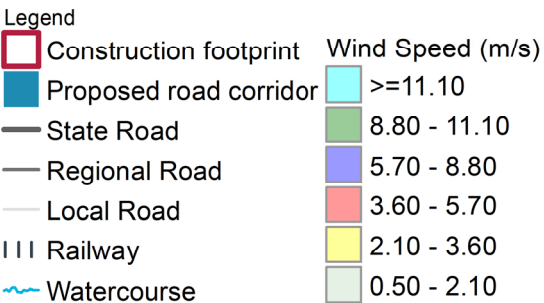 Legend
Construction footprint
Proposed road corridor
State Road
Regional Road
Local Road
Railway
Watercourse
Wind Speed (m/s)
>=11.10
8.80 - 11.10
5.70 - 8.80
3.60 - 5.70
2.10 - 3.60
0.50 - 2.10